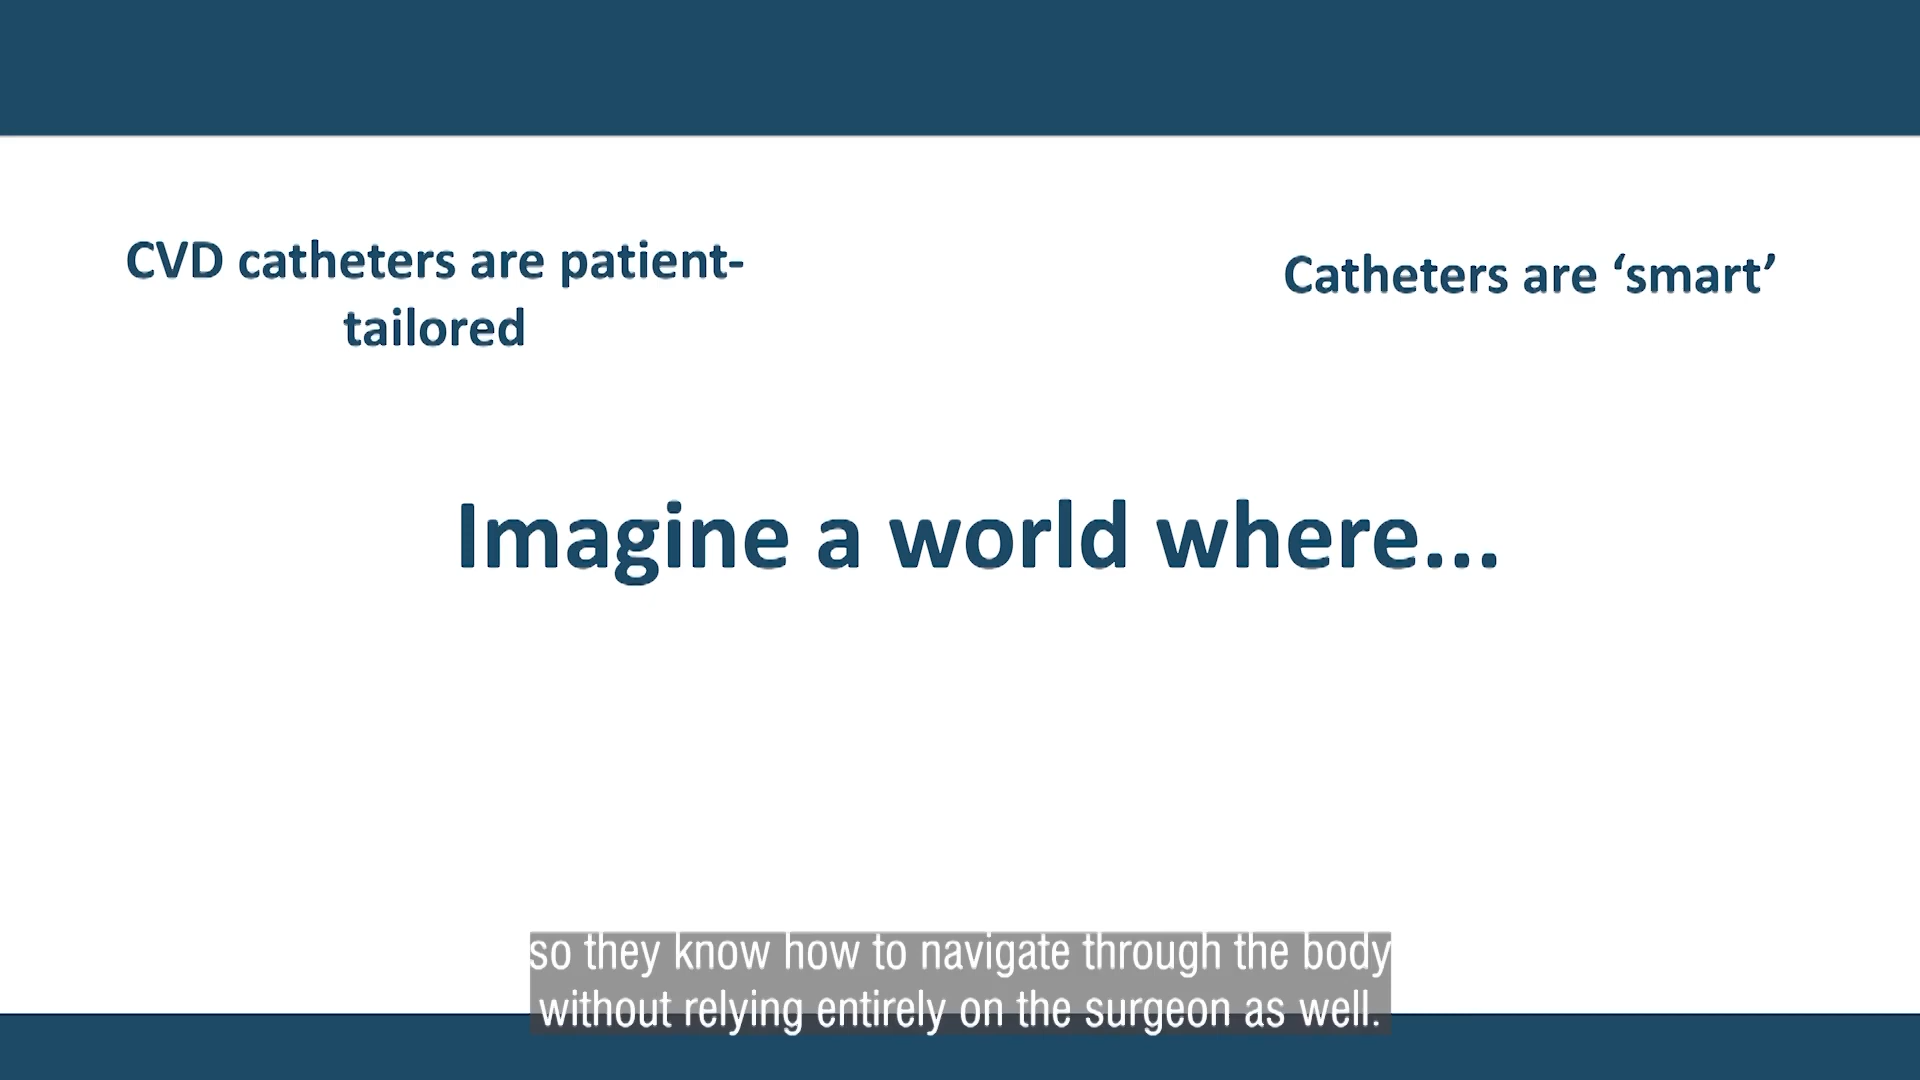 CVD catheters are patient-
tailored
Catheters are ‘smart’
Imagine a world where...
so they know how to navigate through the body
without relying entirely on the surgeon as well.